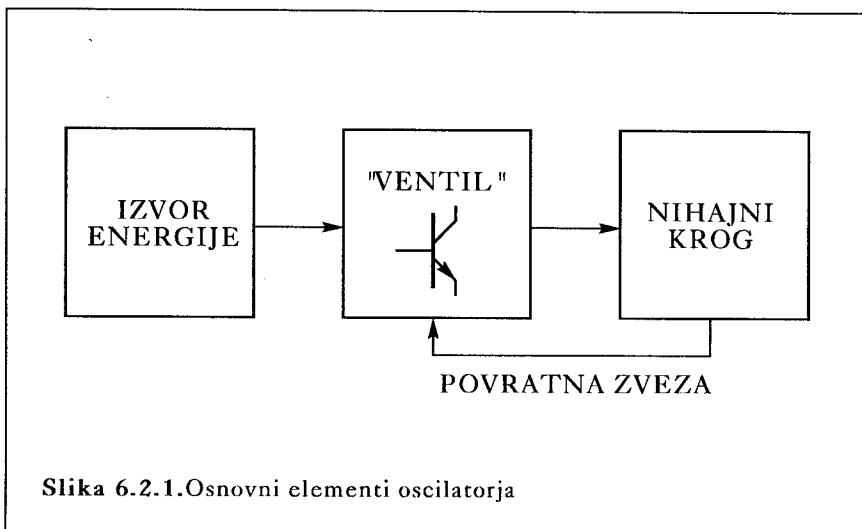 IZVOR
ENERGIJE
"VENTIL"
NIHAJNI
KROG
POVRATNA ZVEZA
Slika 6.2.1.Osnovni elementi oscilatorja